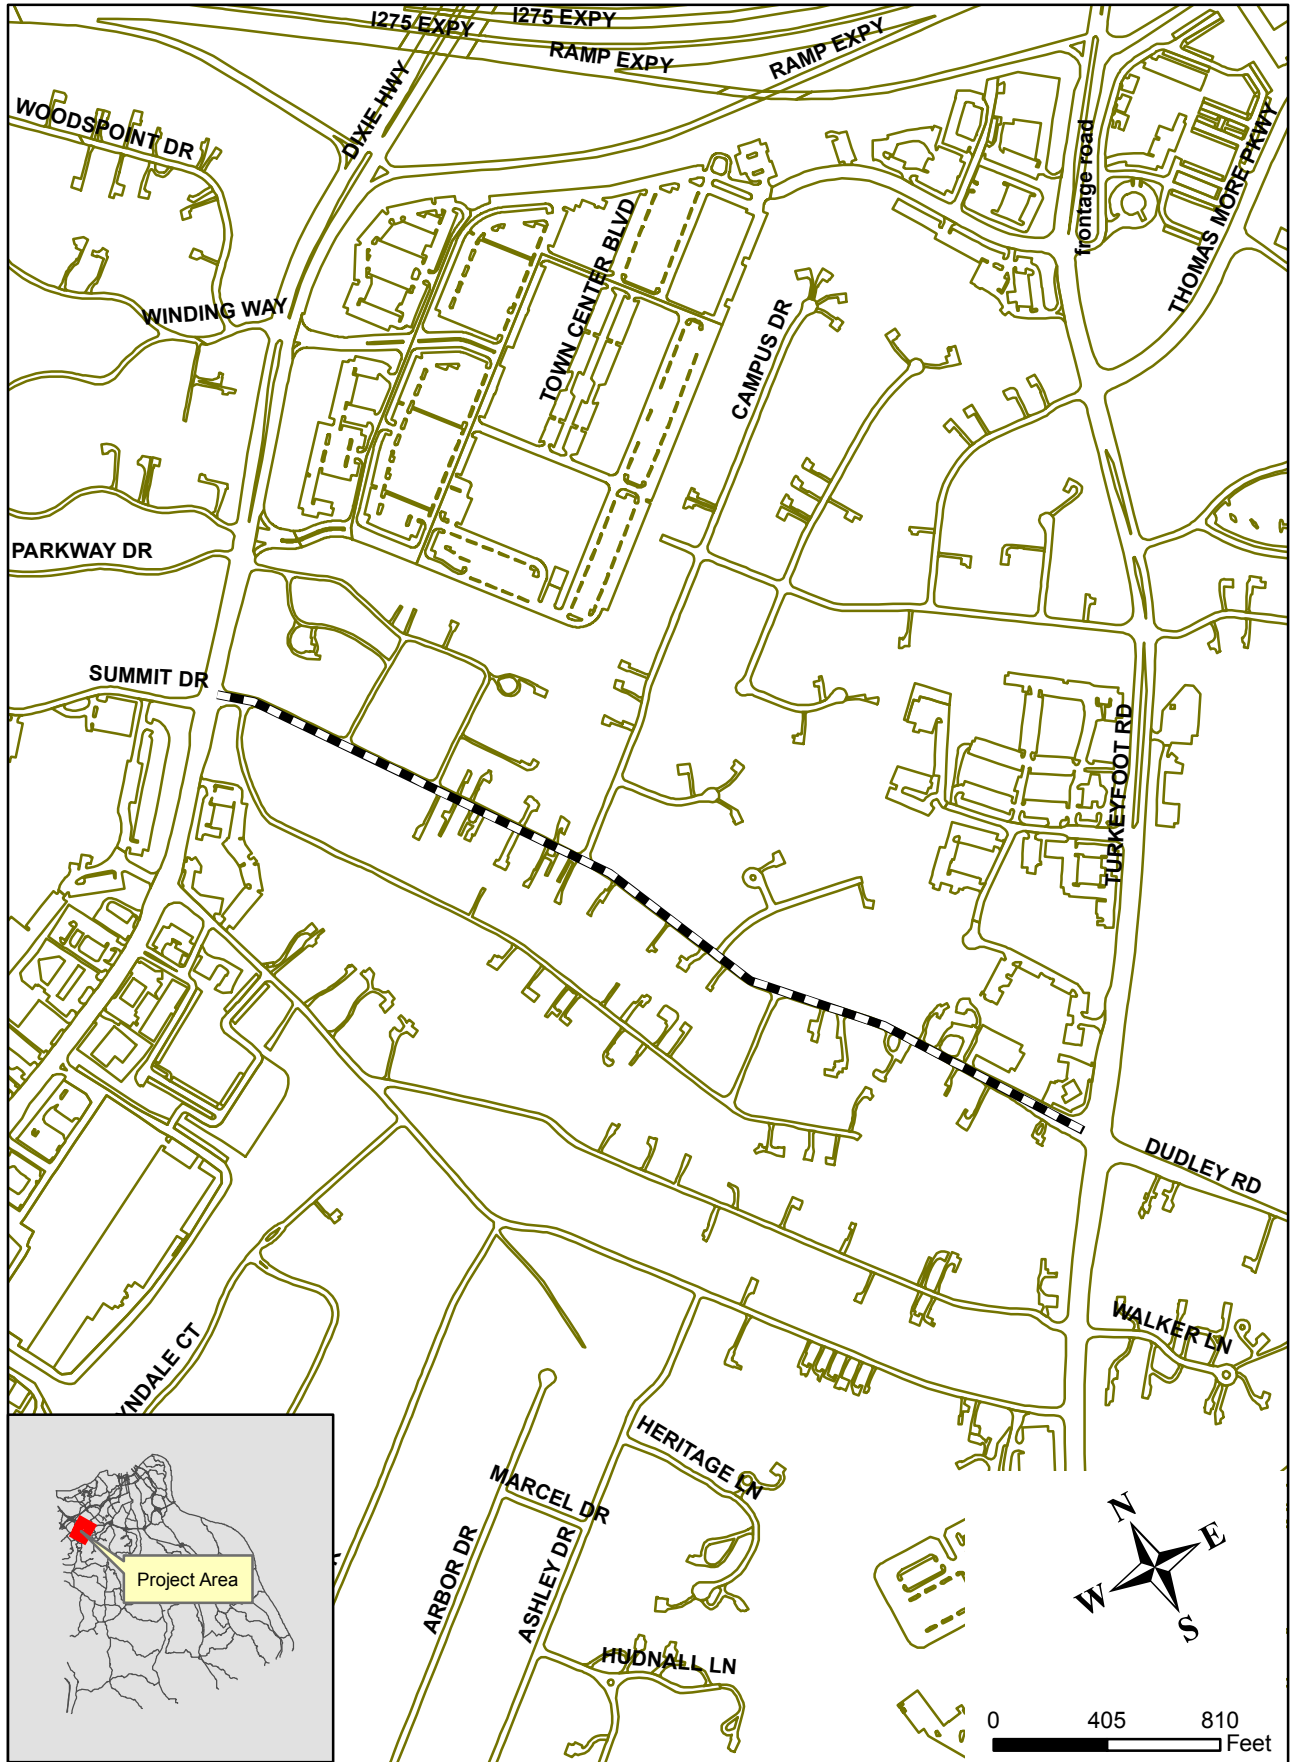 I275 EXPY
I275 EXPY
RAMP EXPY
RAMP EXPY
DIXIE HWY
WOODSPOINT DR
frontage road
THOMAS MORE PKWY
TOWN CENTER BLVD
WINDING WAY
CAMPUS DR
PARKWAY DR
SUMMIT DR
TURKEYFOOT RD
DUDLEY RD
WALKER LN
YNDALE CT
HERITAGE LN
MARCEL DR
ARBOR DR
ASHLEY DR
HUDNALL LN
Project Area
N
E
W
S
0 405 810
Feet